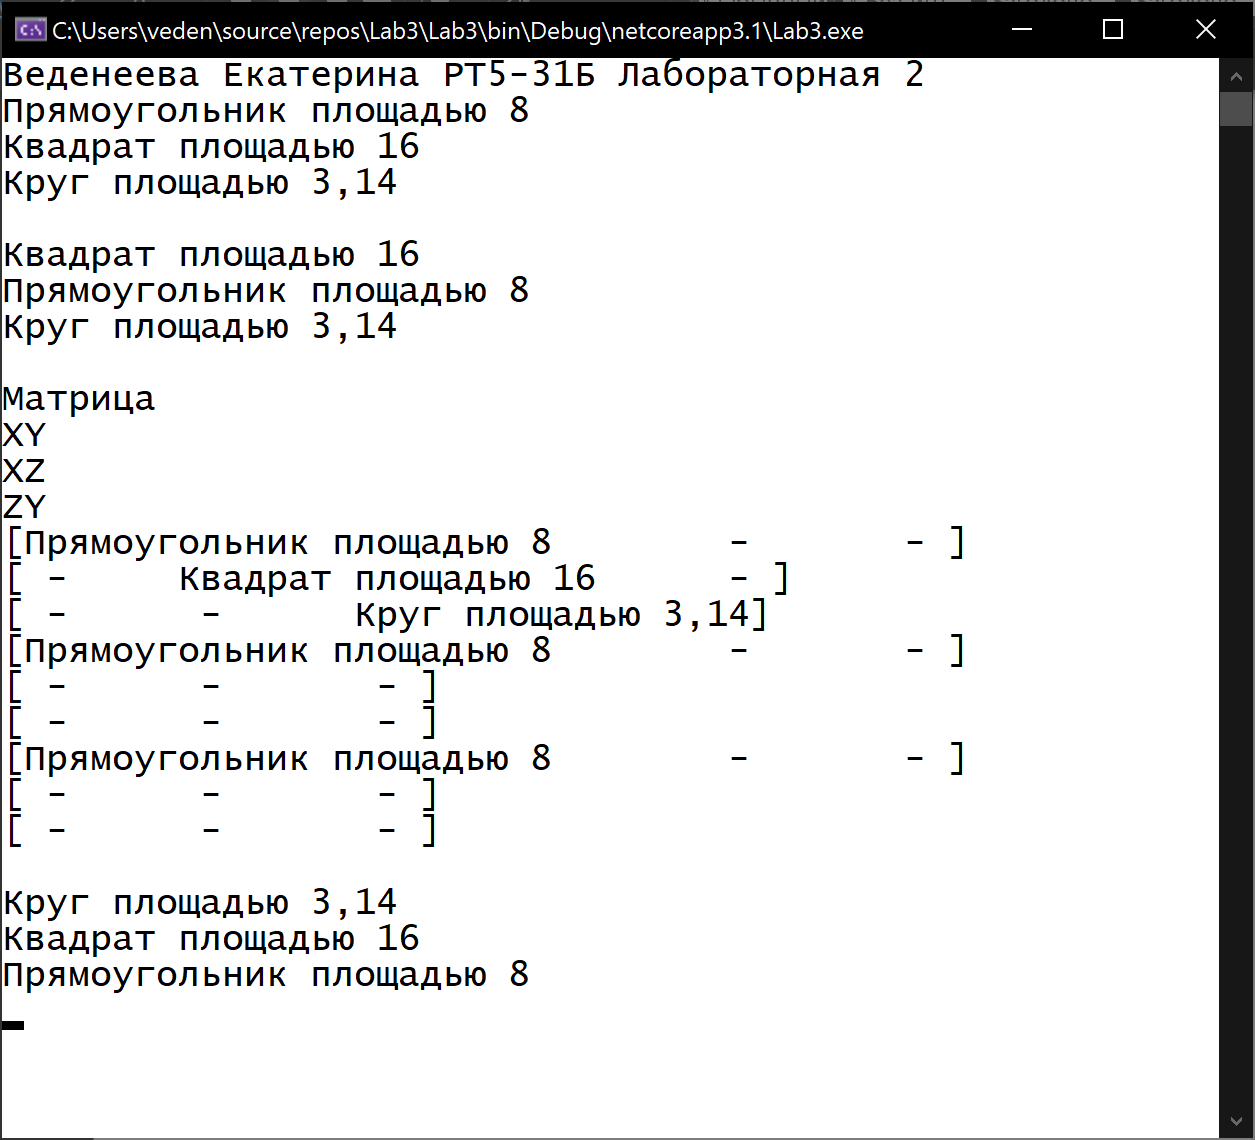 C:\Users\veden\source\repos\Lab3\Lab3\bin\Debug\netcoreapp3.1\Lab3.exe
Веденеева Екатерина РТ5-31Б Лабораторная 2
Прямоугольник площадью 8
Квадрат площадью 16
Круг площадью 3,14
Квадрат площадью 16
Прямоугольник площадью 8
Круг площадью 3,14
Матрица
XY
XZ
ZY
[Прямоугольник площадью 8        -       - ]
[ -     Квадрат площадью 16      - ]
[ -      -      Круг площадью 3,14]
[Прямоугольник площадью 8        -       - ]
[ -      -       - ]
[ -      -       - ]
[Прямоугольник площадью 8        -       - ]
[ -      -       - ]
[ -      -       - ]
Круг площадью 3,14
Квадрат площадью 16
Прямоугольник площадью 8